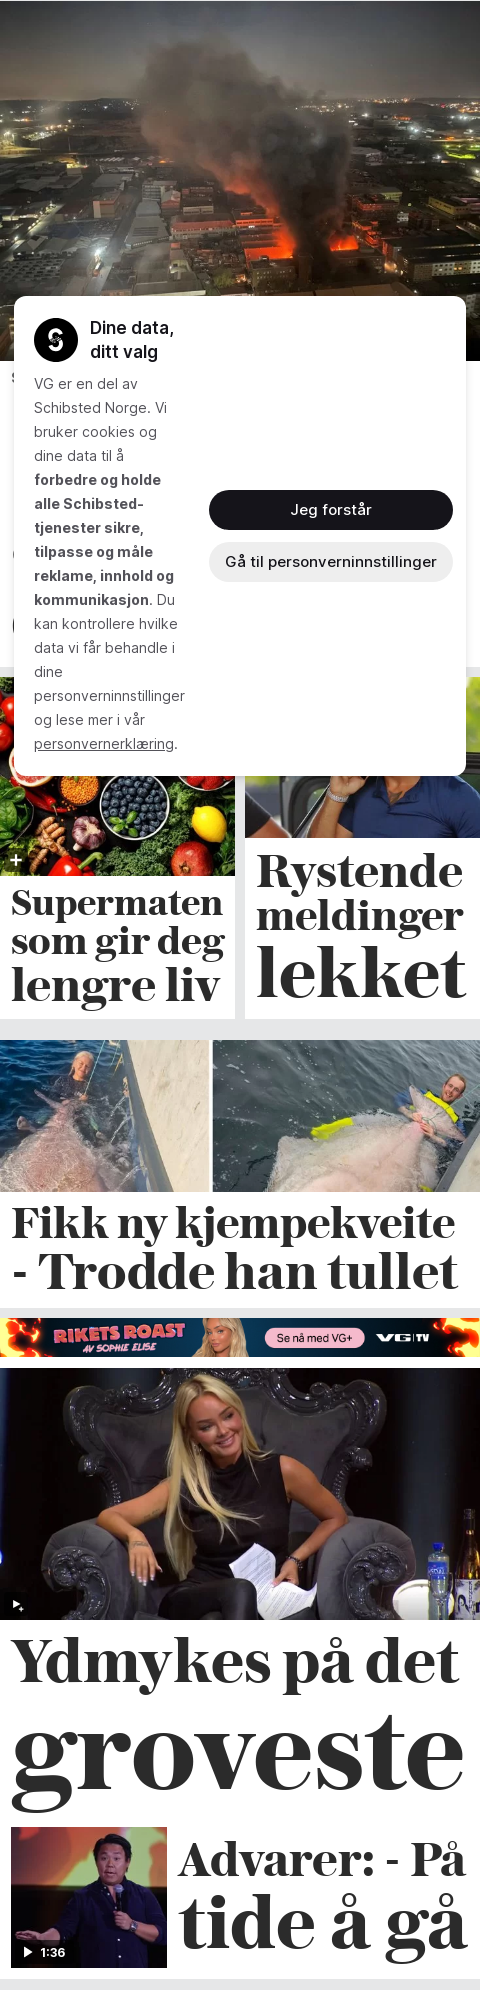 Dine data,
ditt valg
VG er en del av
Schibsted Norge. Vi
bruker cookies og
dine data til å
forbedre og holde
alle Schibsted-
tjenester sikre,
tilpasse og måle
reklame, innhold og
kommunikasjon. Du
kan kontrollere hvilke
data vi får behandle i
dine
personverninnstillinger
og lese mer i vår
personvernerklæring.
Jeg forstår
Gå til personverninnstillinger
Supermaten
som gir deg
lengre liv
Rystende
meldinger
lekket
Fikk ny kjempekveite
- Trodde han tullet
RIKETS ROAST
AV SOPHIE ELISE
Se nå med VG+
VG TV
Ydmykes på det
groveste
1:36
Advarer: - På
tide å gå